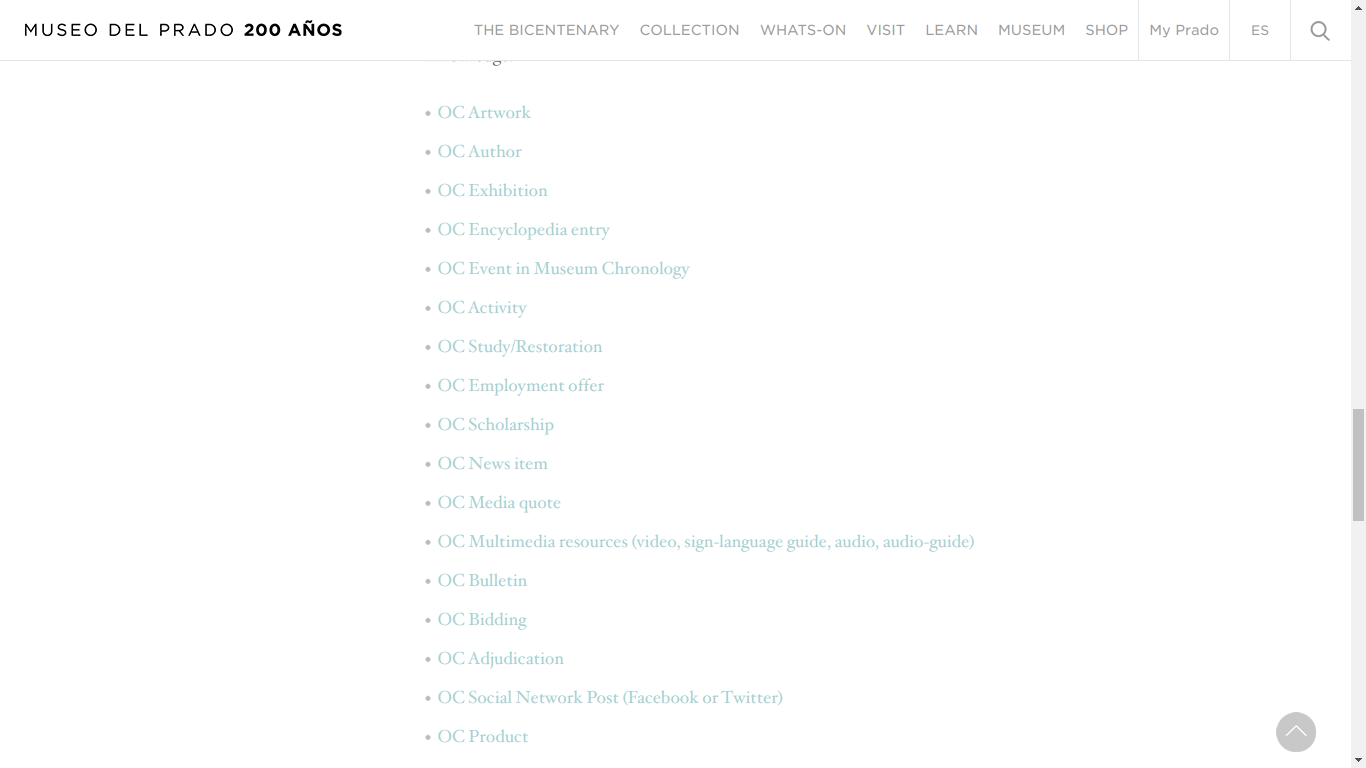 MUSEO DEL PRADO 200 AÑOS THE BICENTENARY COLLECTION WHATS-ON VISIT LEARN MUSEUM SHOP My Prado ES
• OC Artwork
• OC Author
• OC Exhibition
• OC Encyclopedia entry
• OC Event in Museum Chronology
• OC Activity
• OC Study/Restoration
• OC Employment offer
• OC Scholarship
• OC News item
• OC Media quote
• OC Multimedia resources (video, sign-language guide, audio, audio-guide)
• OC Bulletin
• OC Bidding
• OC Adjudication
• OC Social Network Post (Facebook or Twitter)
• OC Product